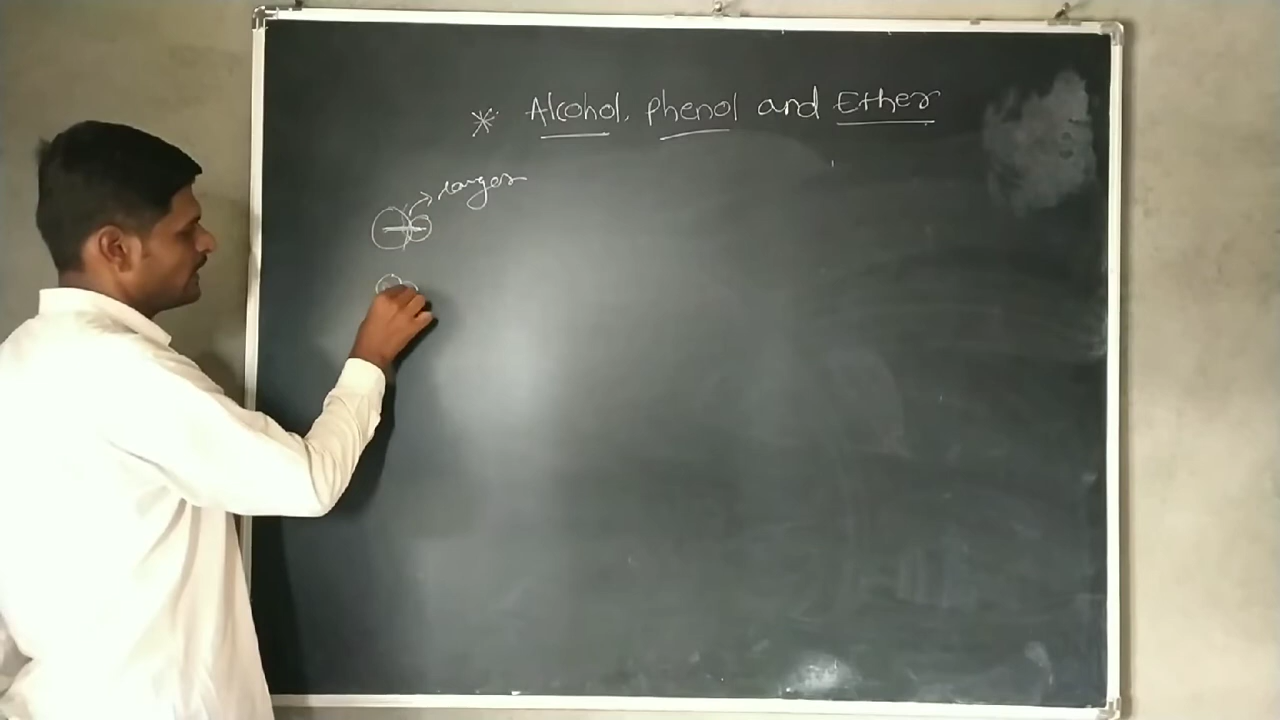 * Alcohol, phenol and Ether
larger